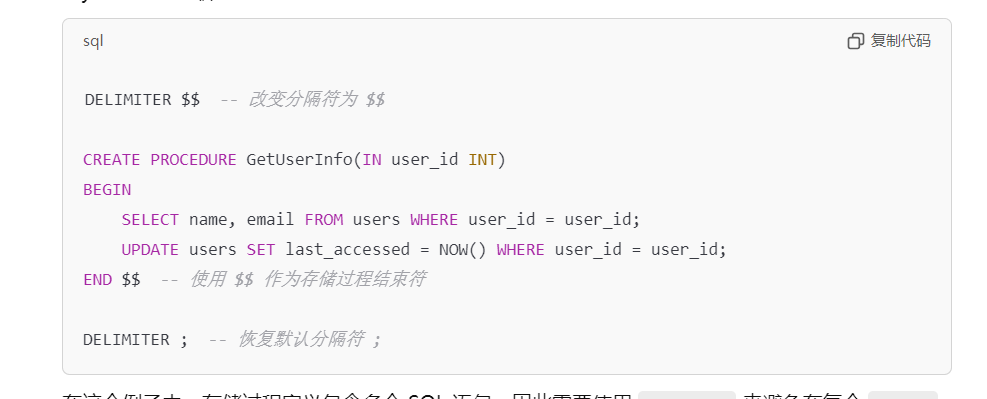 sql
复制代码
DELIMITER $$  -- 改变分隔符为 $$
CREATE PROCEDURE GetUserInfo(IN user_id INT)
BEGIN
    SELECT name, email FROM users WHERE user_id = user_id;
    UPDATE users SET last_accessed = NOW() WHERE user_id = user_id;
END $$  -- 使用 $$ 作为存储过程结束符
DELIMITER ;  -- 恢复默认分隔符 ;